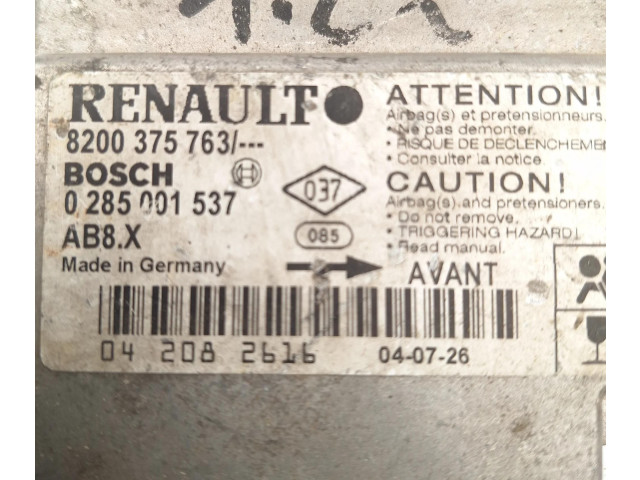 RENAULT
8200 375 763/---
BOSCH
0 285 001 537
AB8.X
Made in Germany
037
085
ATTENTION!
Airbag(s) et pretensionneurs.
• Ne pas demonter.
• RISQUE DE DECLENCHEME
• Consulter la notice.
CAUTION!
Airbag(s) and pretensioners.
• Do not remove.
• TRIGGERING HAZARD!
• Read manual.
AVANT
04 2082616
04-07-26